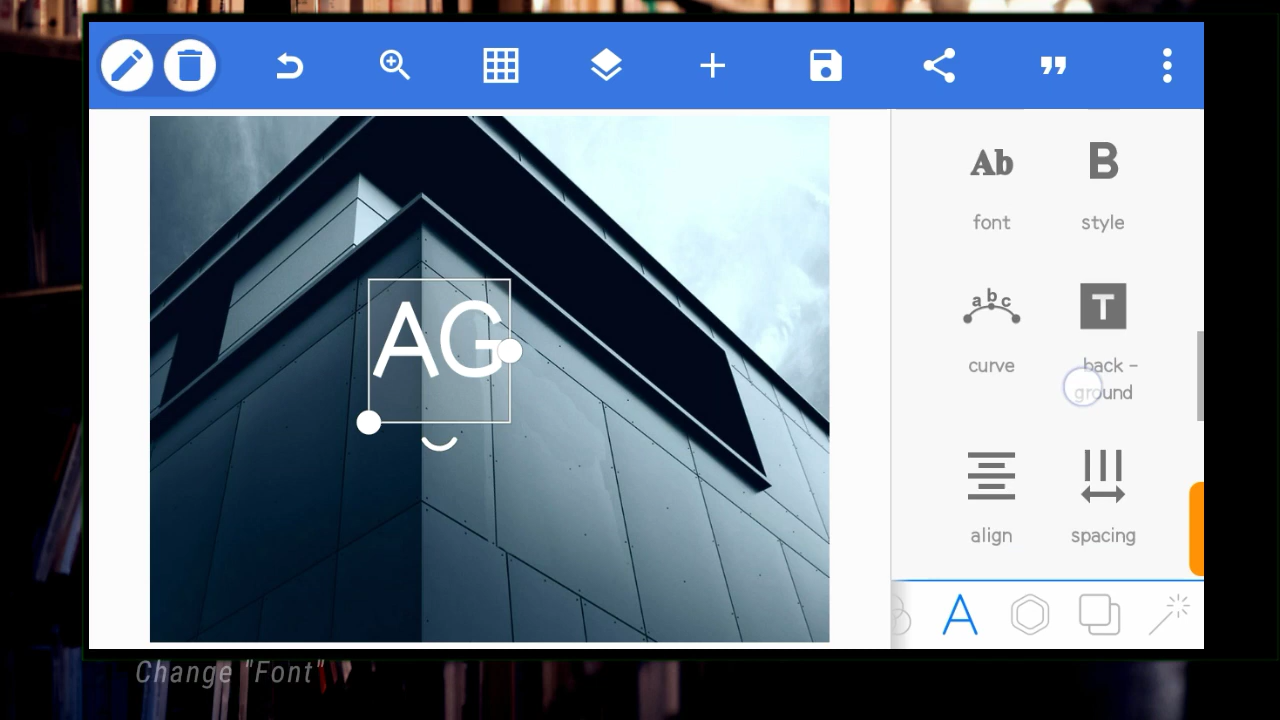 Ab B
font style
abc T
curve back -
ground
AG
align spacing
A
Change "Font"